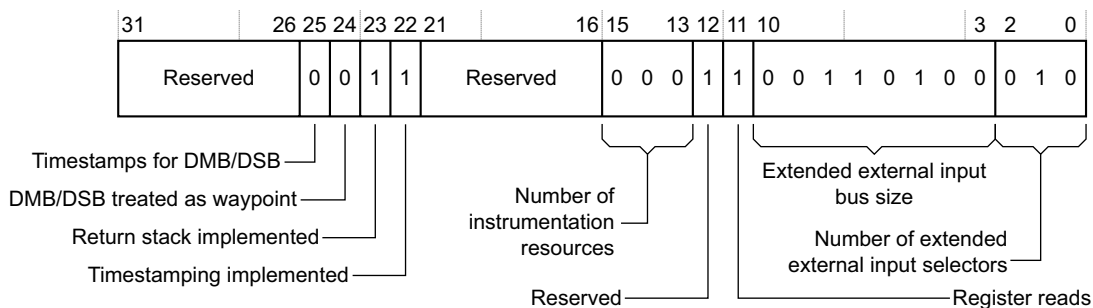 31 26 25 24 23 22 21 16 15 13 12 11 10 3 2 0
Reserved 0 0 1 1 Reserved 0 0 0 1 1 0 0 1 1 0 1 0 0 0 1 0
Timestamps for DMB/DSB
DMB/DSB treated as waypoint
Return stack implemented
Timestamping implemented
Number of
instrumentation
resources
Reserved
Extended external input
bus size
Number of extended
external input selectors
Register reads